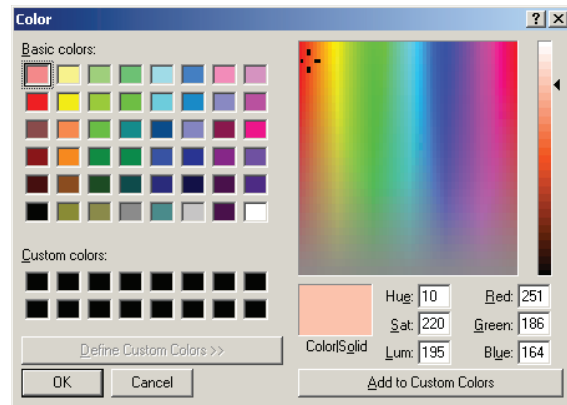 Color ? X
Basic colors:
Custom colors:
Define Custom Colors >>
OK Cancel
Color|Solid
Hue: 10 Red: 251
Sat: 220 Green: 186
Lum: 195 Blue: 164
Add to Custom Colors